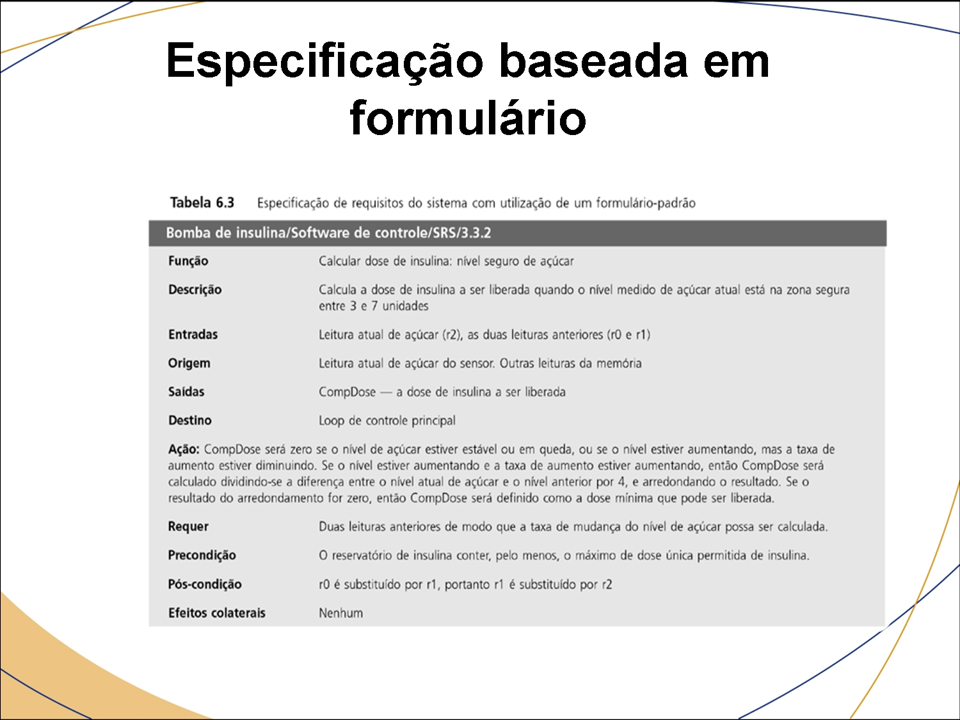 Especificação baseada em
formulário
Tabela 6.3 Especificação de requisitos do sistema com utilização de um formulário-padrão
Bomba de insulina/Software de controle/SRS/3.3.2
Função Calcular dose de insulina: nível seguro de açúcar
Descrição Calcula a dose de insulina a ser liberada quando o nível medido de açúcar atual está na zona segura
entre 3 e 7 unidades
Entradas Leitura atual de açúcar (r2), as duas leituras anteriores (r0 e r1)
Origem Leitura atual de açúcar do sensor. Outras leituras da memória
Saídas CompDose — a dose de insulina a ser liberada
Destino Loop de controle principal
Ação: CompDose será zero se o nível de açúcar estiver estável ou em queda, ou se o nível estiver aumentando, mas a taxa de
aumento estiver diminuindo. Se o nível estiver aumentando e a taxa de aumento estiver aumentando, então CompDose será
calculado dividindo-se a diferença entre o nível atual de açúcar e o nível anterior por 4, e arredondando o resultado. Se o
resultado do arredondamento for zero, então CompDose será definido como a dose mínima que pode ser liberada.
Requer Duas leituras anteriores de modo que a taxa de mudança do nível de açúcar possa ser calculada.
Precondição O reservatório de insulina conter, pelo menos, o máximo de dose única permitida de insulina.
Pós-condição r0 é substituído por r1, portanto r1 é substituído por r2
Efeitos colaterais Nenhum